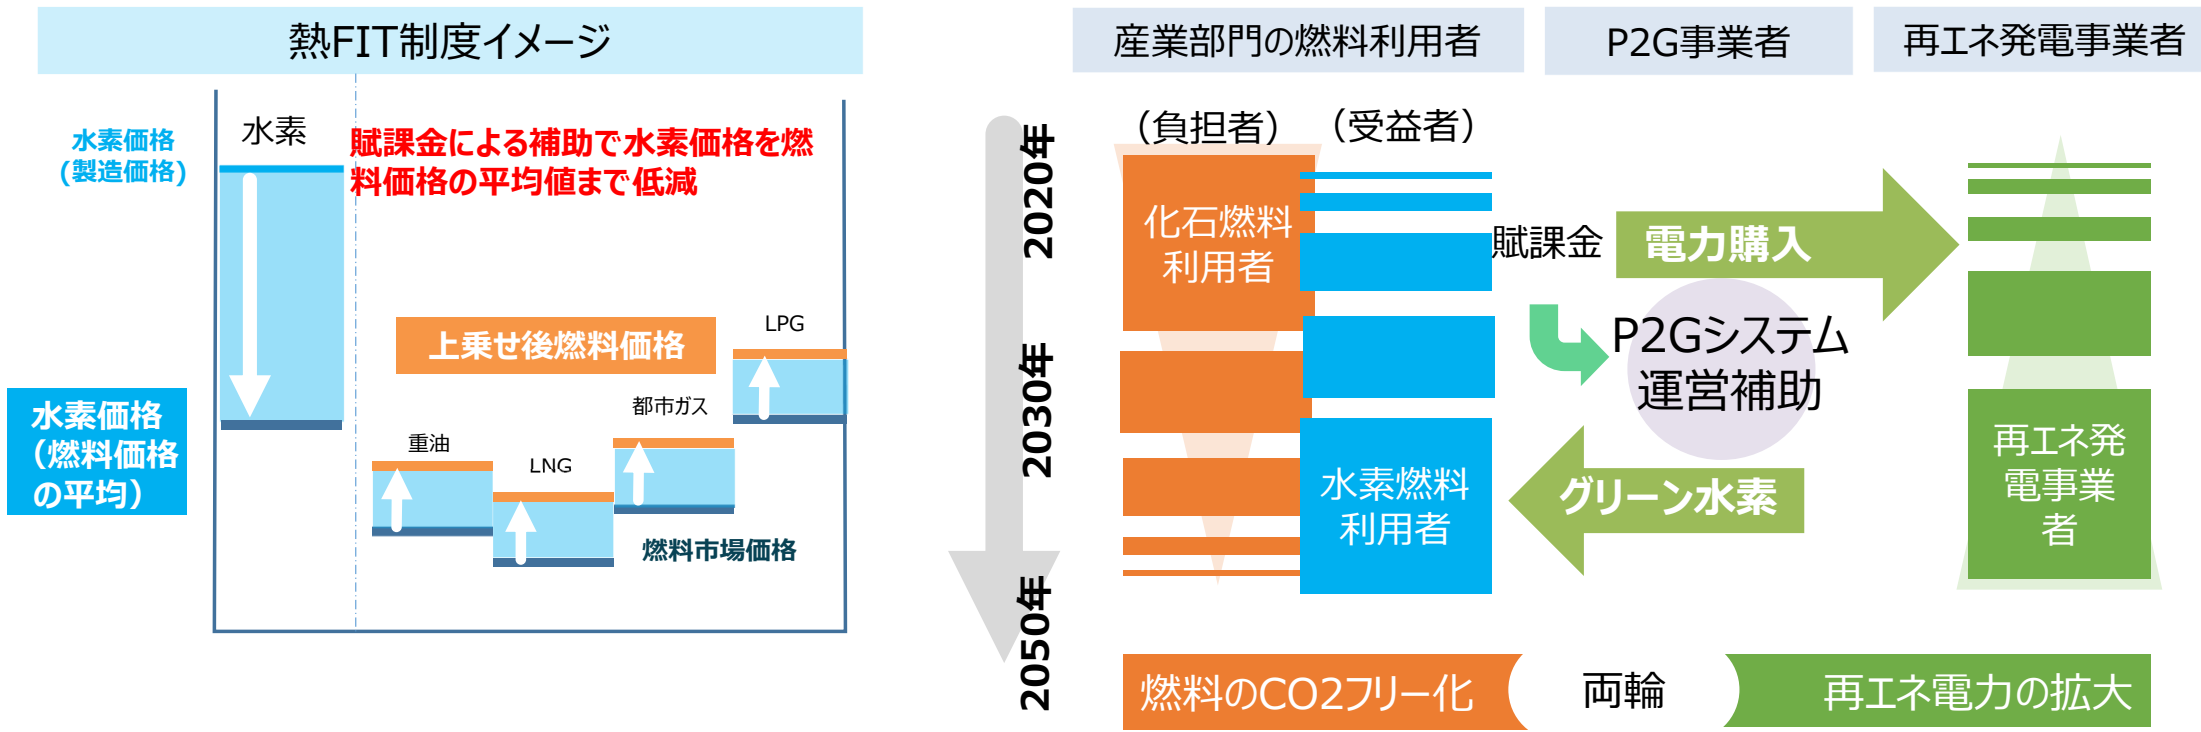 熱FIT制度イメージ
水素価格
(製造価格)
水素
賦課金による補助で水素価格を燃
料価格の平均値まで低減
上乗せ後燃料価格
LPG
都市ガス
重油
LNG
水素価格
（燃料価格
の平均）
燃料市場価格
産業部門の燃料利用者
P2G事業者
再エネ発電事業者
（負担者）
（受益者）
2020年
2030年
2050年
化石燃料
利用者
水素燃料
利用者
賦課金
電力購入
P2Gシステム
運営補助
グリーン水素
再エネ発
電事業
者
燃料のCO2フリー化
両輪
再エネ電力の拡大